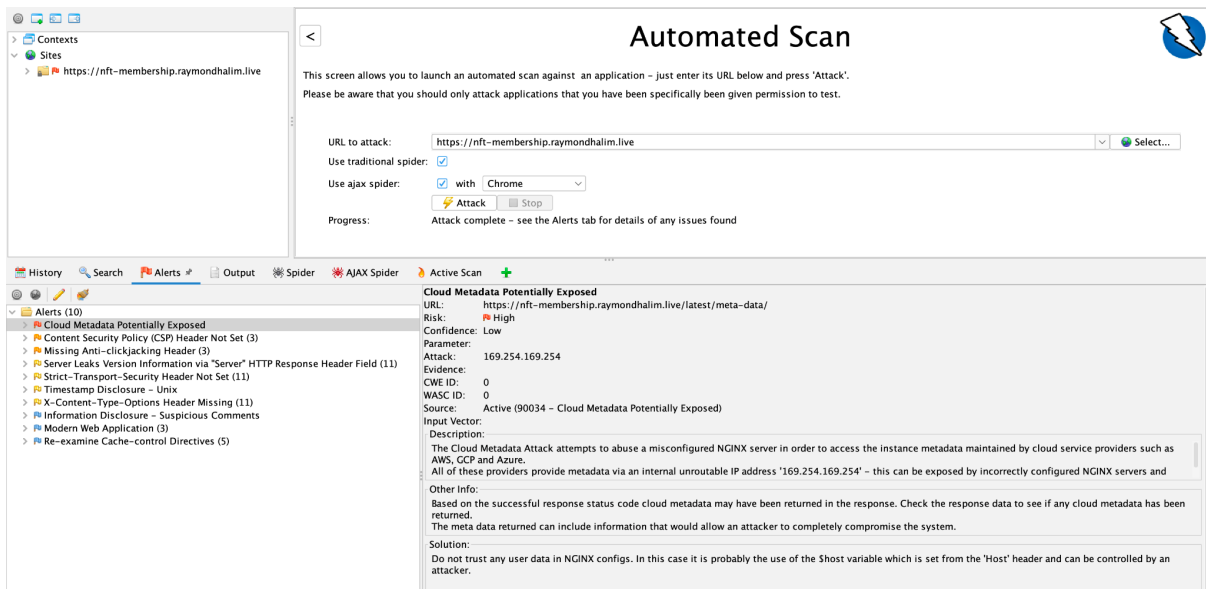 Contexts
Sites
https://nft-membership.raymondhalim.live
<
Automated Scan
This screen allows you to launch an automated scan against an application – just enter its URL below and press 'Attack'.
Please be aware that you should only attack applications that you have been specifically been given permission to test.
URL to attack: https://nft-membership.raymondhalim.live Select...
Use traditional spider:
Use ajax spider: with Chrome
Attack Stop
Progress: Attack complete – see the Alerts tab for details of any issues found
History Search Alerts Output Spider AJAX Spider Active Scan
Alerts (10)
Cloud Metadata Potentially Exposed
Content Security Policy (CSP) Header Not Set (3)
Missing Anti-clickjacking Header (3)
Server Leaks Version Information via "Server" HTTP Response Header Field (11)
Strict-Transport-Security Header Not Set (11)
Timestamp Disclosure – Unix
X-Content-Type-Options Header Missing (11)
Information Disclosure – Suspicious Comments
Modern Web Application (3)
Re-examine Cache-control Directives (5)
Cloud Metadata Potentially Exposed
URL: https://nft-membership.raymondhalim.live/latest/meta-data/
Risk: High
Confidence: Low
Parameter:
Attack: 169.254.169.254
Evidence:
CWE ID: 0
WASC ID: 0
Source: Active (90034 – Cloud Metadata Potentially Exposed)
Input Vector:
Description:
The Cloud Metadata Attack attempts to abuse a misconfigured NGINX server in order to access the instance metadata maintained by cloud service providers such as
AWS, GCP and Azure.
All of these providers provide metadata via an internal unroutable IP address '169.254.169.254' – this can be exposed by incorrectly configured NGINX servers and
Other Info:
Based on the successful response status code cloud metadata may have been returned in the response. Check the response data to see if any cloud metadata has been
returned.
The meta data returned can include information that would allow an attacker to completely compromise the system.
Solution:
Do not trust any user data in NGINX configs. In this case it is probably the use of the $host variable which is set from the 'Host' header and can be controlled by an
attacker.